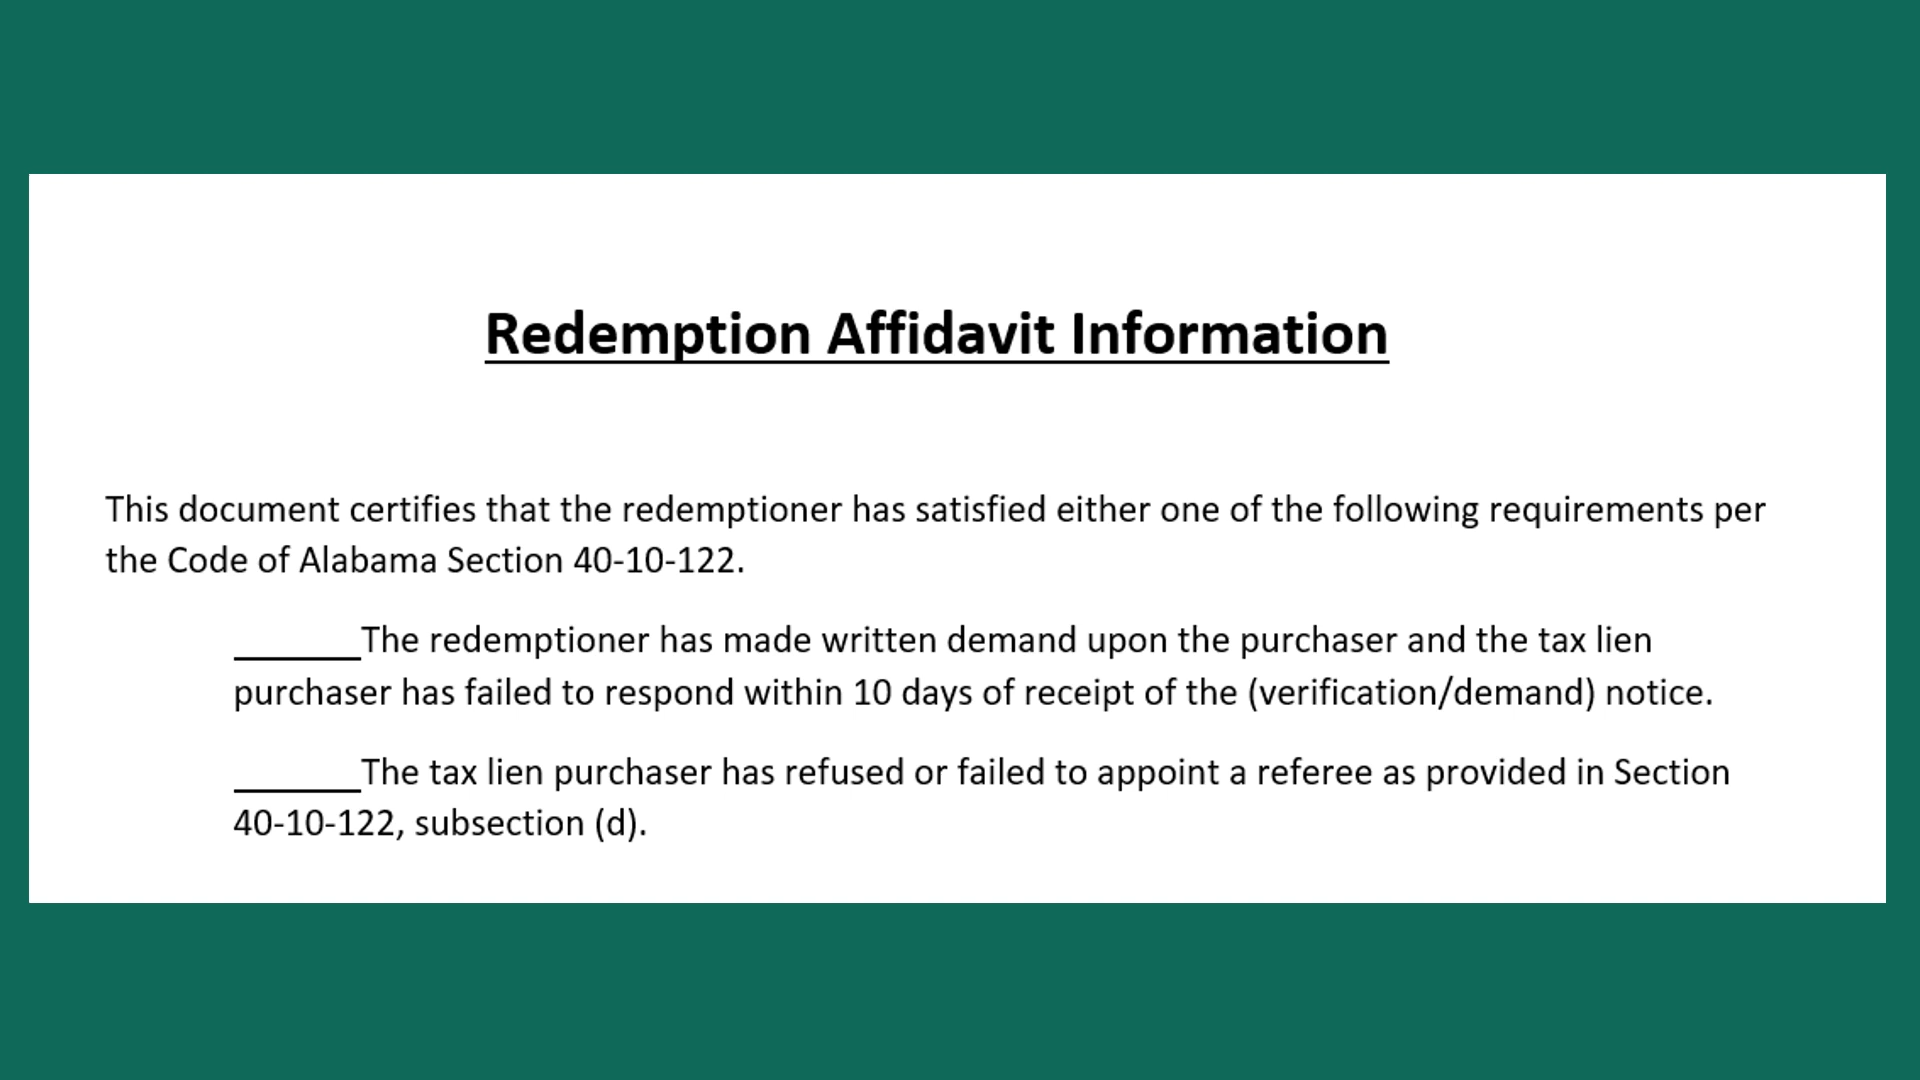 Redemption Affidavit Information
This document certifies that the redemptioner has satisfied either one of the following requirements per
the Code of Alabama Section 40-10-122.
______The redemptioner has made written demand upon the purchaser and the tax lien
purchaser has failed to respond within 10 days of receipt of the (verification/demand) notice.
______The tax lien purchaser has refused or failed to appoint a referee as provided in Section
40-10-122, subsection (d).